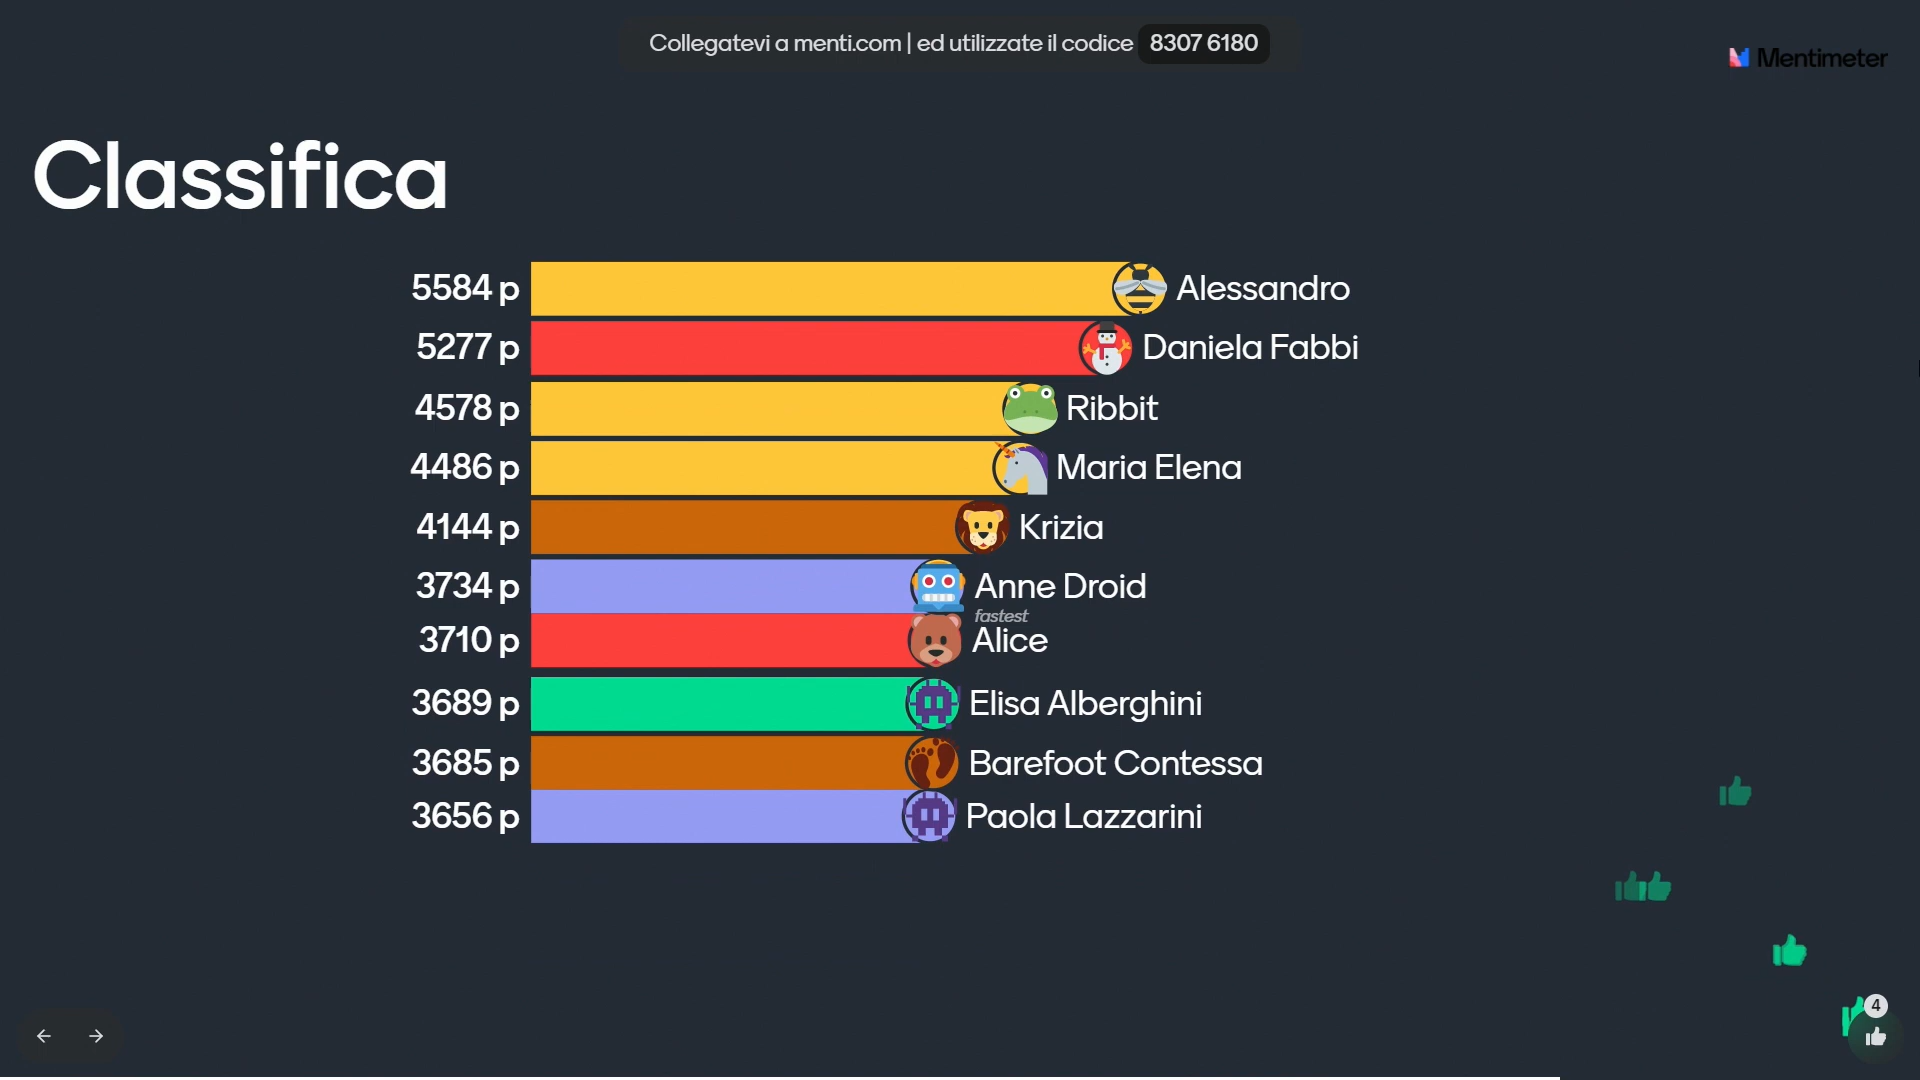 Collegatevi a menti.com | ed utilizzate il codice 8307 6180
Mentimeter
Classifica
5584 p Alessandro
5277 p Daniela Fabbi
4578 p Ribbit
4486 p Maria Elena
4144 p Krizia
3734 p Anne Droid
fastest
3710 p Alice
3689 p Elisa Alberghini
3685 p Barefoot Contessa
3656 p Paola Lazzarini
4